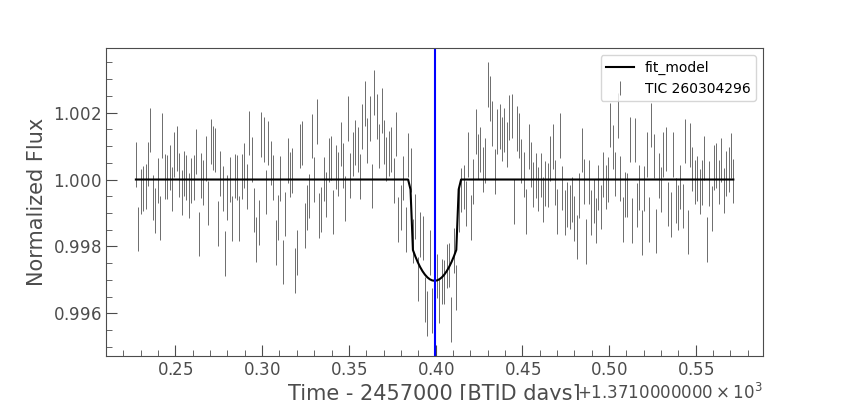 fit_model
TIC 260304296
Normalized Flux
1.002
1.000
0.998
0.996
0.25 0.30 0.35 0.40 0.45 0.50 0.55
Time - 2457000 [BTJD days]
+1.3710000000 × 10³